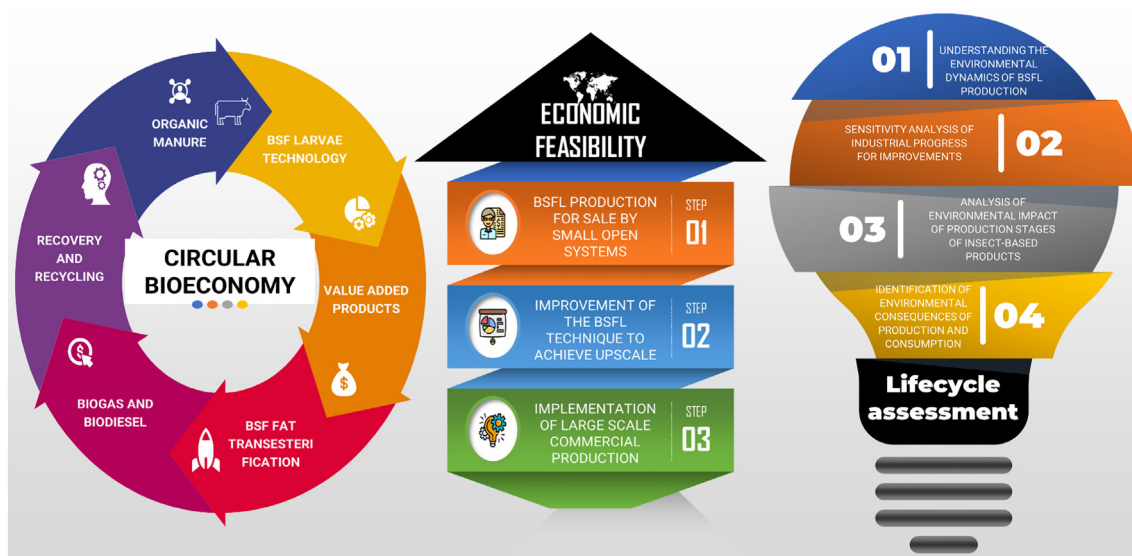 ORGANIC
MANURE
BSF LARVAE
TECHNOLOGY
VALUE ADDED
PRODUCTS
BSF FAT
TRANSESTERI
FICATION
BIOGAS AND
BIODIESEL
RECOVERY
AND
RECYCLING
CIRCULAR
BIOECONOMY
ECONOMIC
FEASIBILITY
BSFL PRODUCTION
FOR SALE BY
SMALL OPEN
SYSTEMS
STEP
01
IMPROVEMENT OF
THE BSFL
TECHNIQUE TO
ACHIEVE UPSCALE
STEP
02
IMPLEMENTATION
OF LARGE SCALE
COMMERCIAL
PRODUCTION
STEP
03
01
UNDERSTANDING THE
ENVIRONMENTAL
DYNAMICS OF BSFL
PRODUCTION
SENSITIVITY ANALYSIS OF
INDUSTRIAL PROGRESS
FOR IMPROVEMENTS
02
03
ANALYSIS OF
ENVIRONMENTAL IMPACT
OF PRODUCTION STAGES
OF INSECT-BASED
PRODUCTS
IDENTIFICATION OF
ENVIRONMENTAL
CONSEQUENCES OF
PRODUCTION AND
CONSUMPTION
04
Lifecycle
assessment